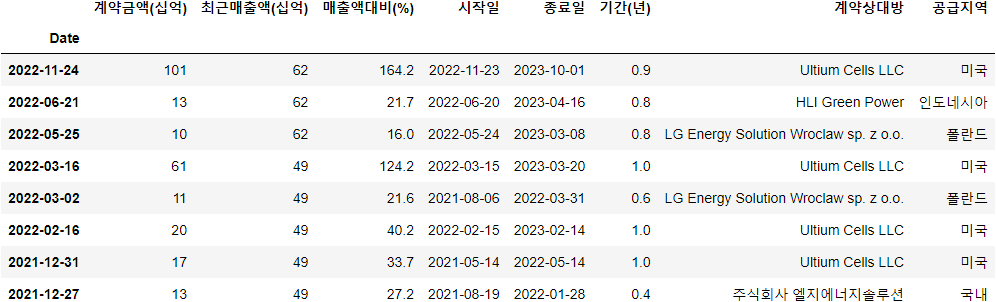 계약금액(십억) 최근매출액(십억) 매출액대비(%) 시작일 종료일 기간(년) 계약상대방 공급지역
Date
2022-11-24 101 62 164.2 2022-11-23 2023-10-01 0.9 Ultium Cells LLC 미국
2022-06-21 13 62 21.7 2022-06-20 2023-04-16 0.8 HLI Green Power 인도네시아
2022-05-25 10 62 16.0 2022-05-24 2023-03-08 0.8 LG Energy Solution Wroclaw sp. z o.o. 폴란드
2022-03-16 61 49 124.2 2022-03-15 2023-03-20 1.0 Ultium Cells LLC 미국
2022-03-02 11 49 21.6 2021-08-06 2022-03-31 0.6 LG Energy Solution Wroclaw sp. z o.o. 폴란드
2022-02-16 20 49 40.2 2022-02-15 2023-02-14 1.0 Ultium Cells LLC 미국
2021-12-31 17 49 33.7 2021-05-14 2022-05-14 1.0 Ultium Cells LLC 미국
2021-12-27 13 49 27.2 2021-08-19 2022-01-28 0.4 주식회사 엘지에너지솔루션 국내